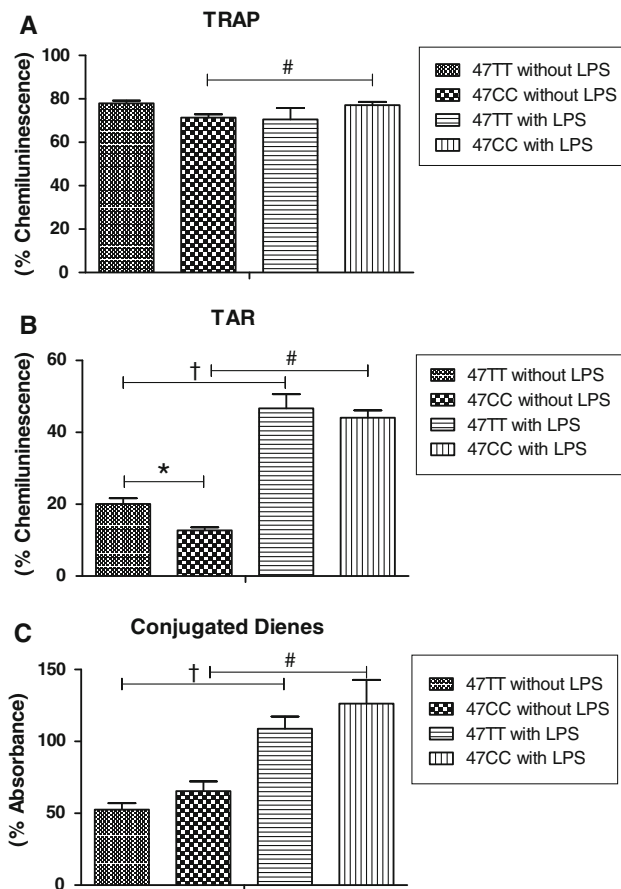 A
TRAP
(% Chemiluninescence)
100
80
60
40
20
0
#
47TT without LPS
47CC without LPS
47TT with LPS
47CC with LPS
B
TAR
(% Chemiluninescence)
60
40
20
0
†
#
*
47TT without LPS
47CC without LPS
47TT with LPS
47CC with LPS
C
Conjugated Dienes
(% Absorbance)
150
100
50
0
†
#
47TT without LPS
47CC without LPS
47TT with LPS
47CC with LPS